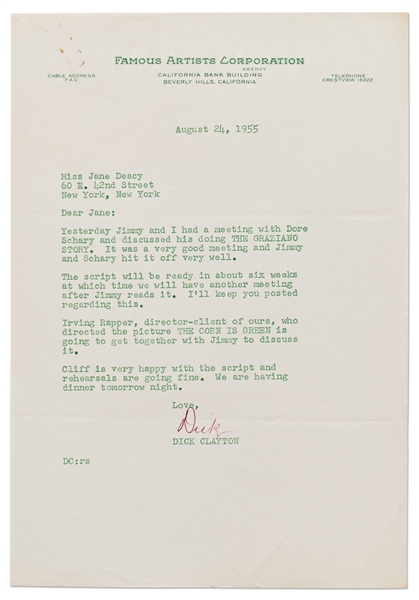 FAMOUS ARTISTS CORPORATION
AGENCY
CABLE ADDRESS
FAC
CALIFORNIA BANK BUILDING
BEVERLY HILLS, CALIFORNIA
TELEPHONE
CRESTVIEW 15222
August 24, 1955
Miss Jane Deacy
60 E. 42nd Street
New York, New York
Dear Jane:
Yesterday Jimmy and I had a meeting with Dore
Schary and discussed his doing THE GRAZIANO
STORY. It was a very good meeting and Jimmy
and Schary hit it off very well.
The script will be ready in about six weeks
at which time we will have another meeting
after Jimmy reads it. I'll keep you posted
regarding this.
Irving Rapper, director-client of ours, who
directed the picture THE CORN IS GREEN is
going to get together with Jimmy to discuss
it.
Cliff is very happy with the script and
rehearsals are going fine. We are having
dinner tomorrow night.
Love,
Dick
DICK CLAYTON
DC:rs